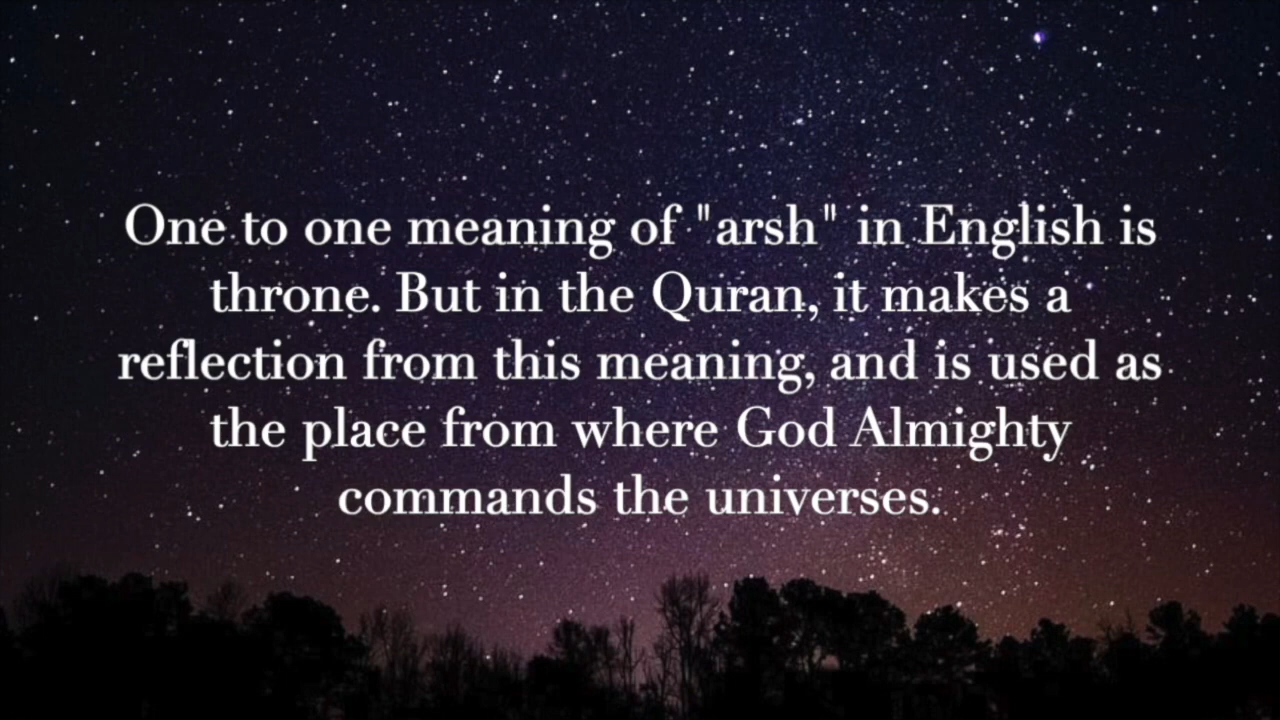 One to one meaning of "arsh" in English is
throne. But in the Quran, it makes a
reflection from this meaning, and is used as
the place from where God Almighty
commands the universes.